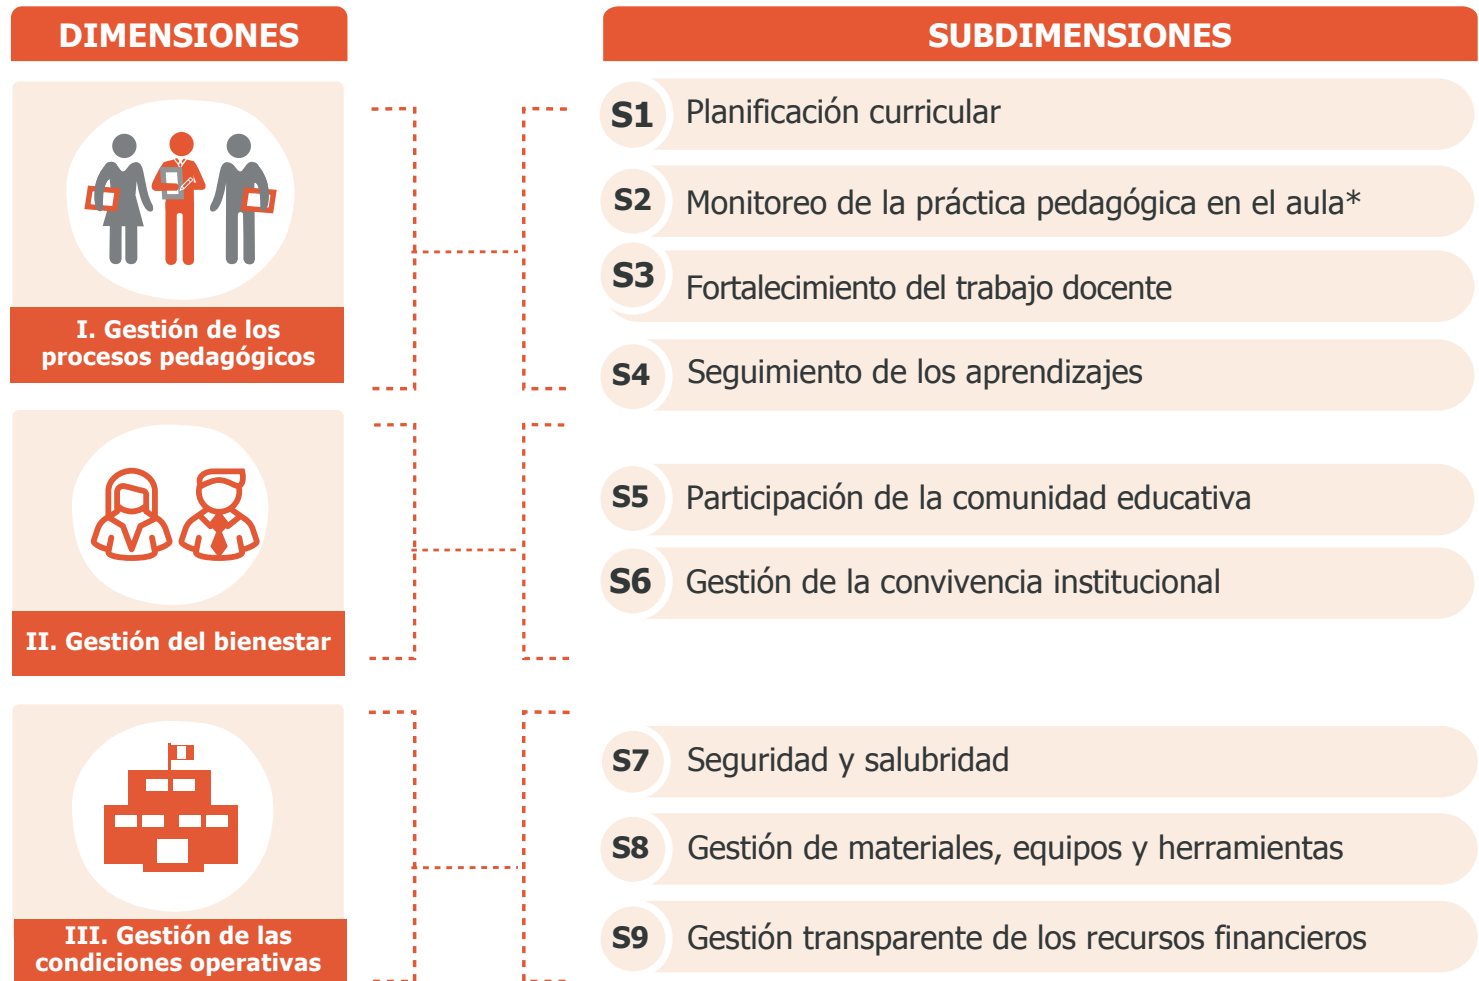 DIMENSIONES
SUBDIMENSIONES
I. Gestión de los
procesos pedagógicos
S1 Planificación curricular
S2 Monitoreo de la práctica pedagógica en el aula*
S3 Fortalecimiento del trabajo docente
S4 Seguimiento de los aprendizajes
II. Gestión del bienestar
S5 Participación de la comunidad educativa
S6 Gestión de la convivencia institucional
III. Gestión de las
condiciones operativas
S7 Seguridad y salubridad
S8 Gestión de materiales, equipos y herramientas
S9 Gestión transparente de los recursos financieros